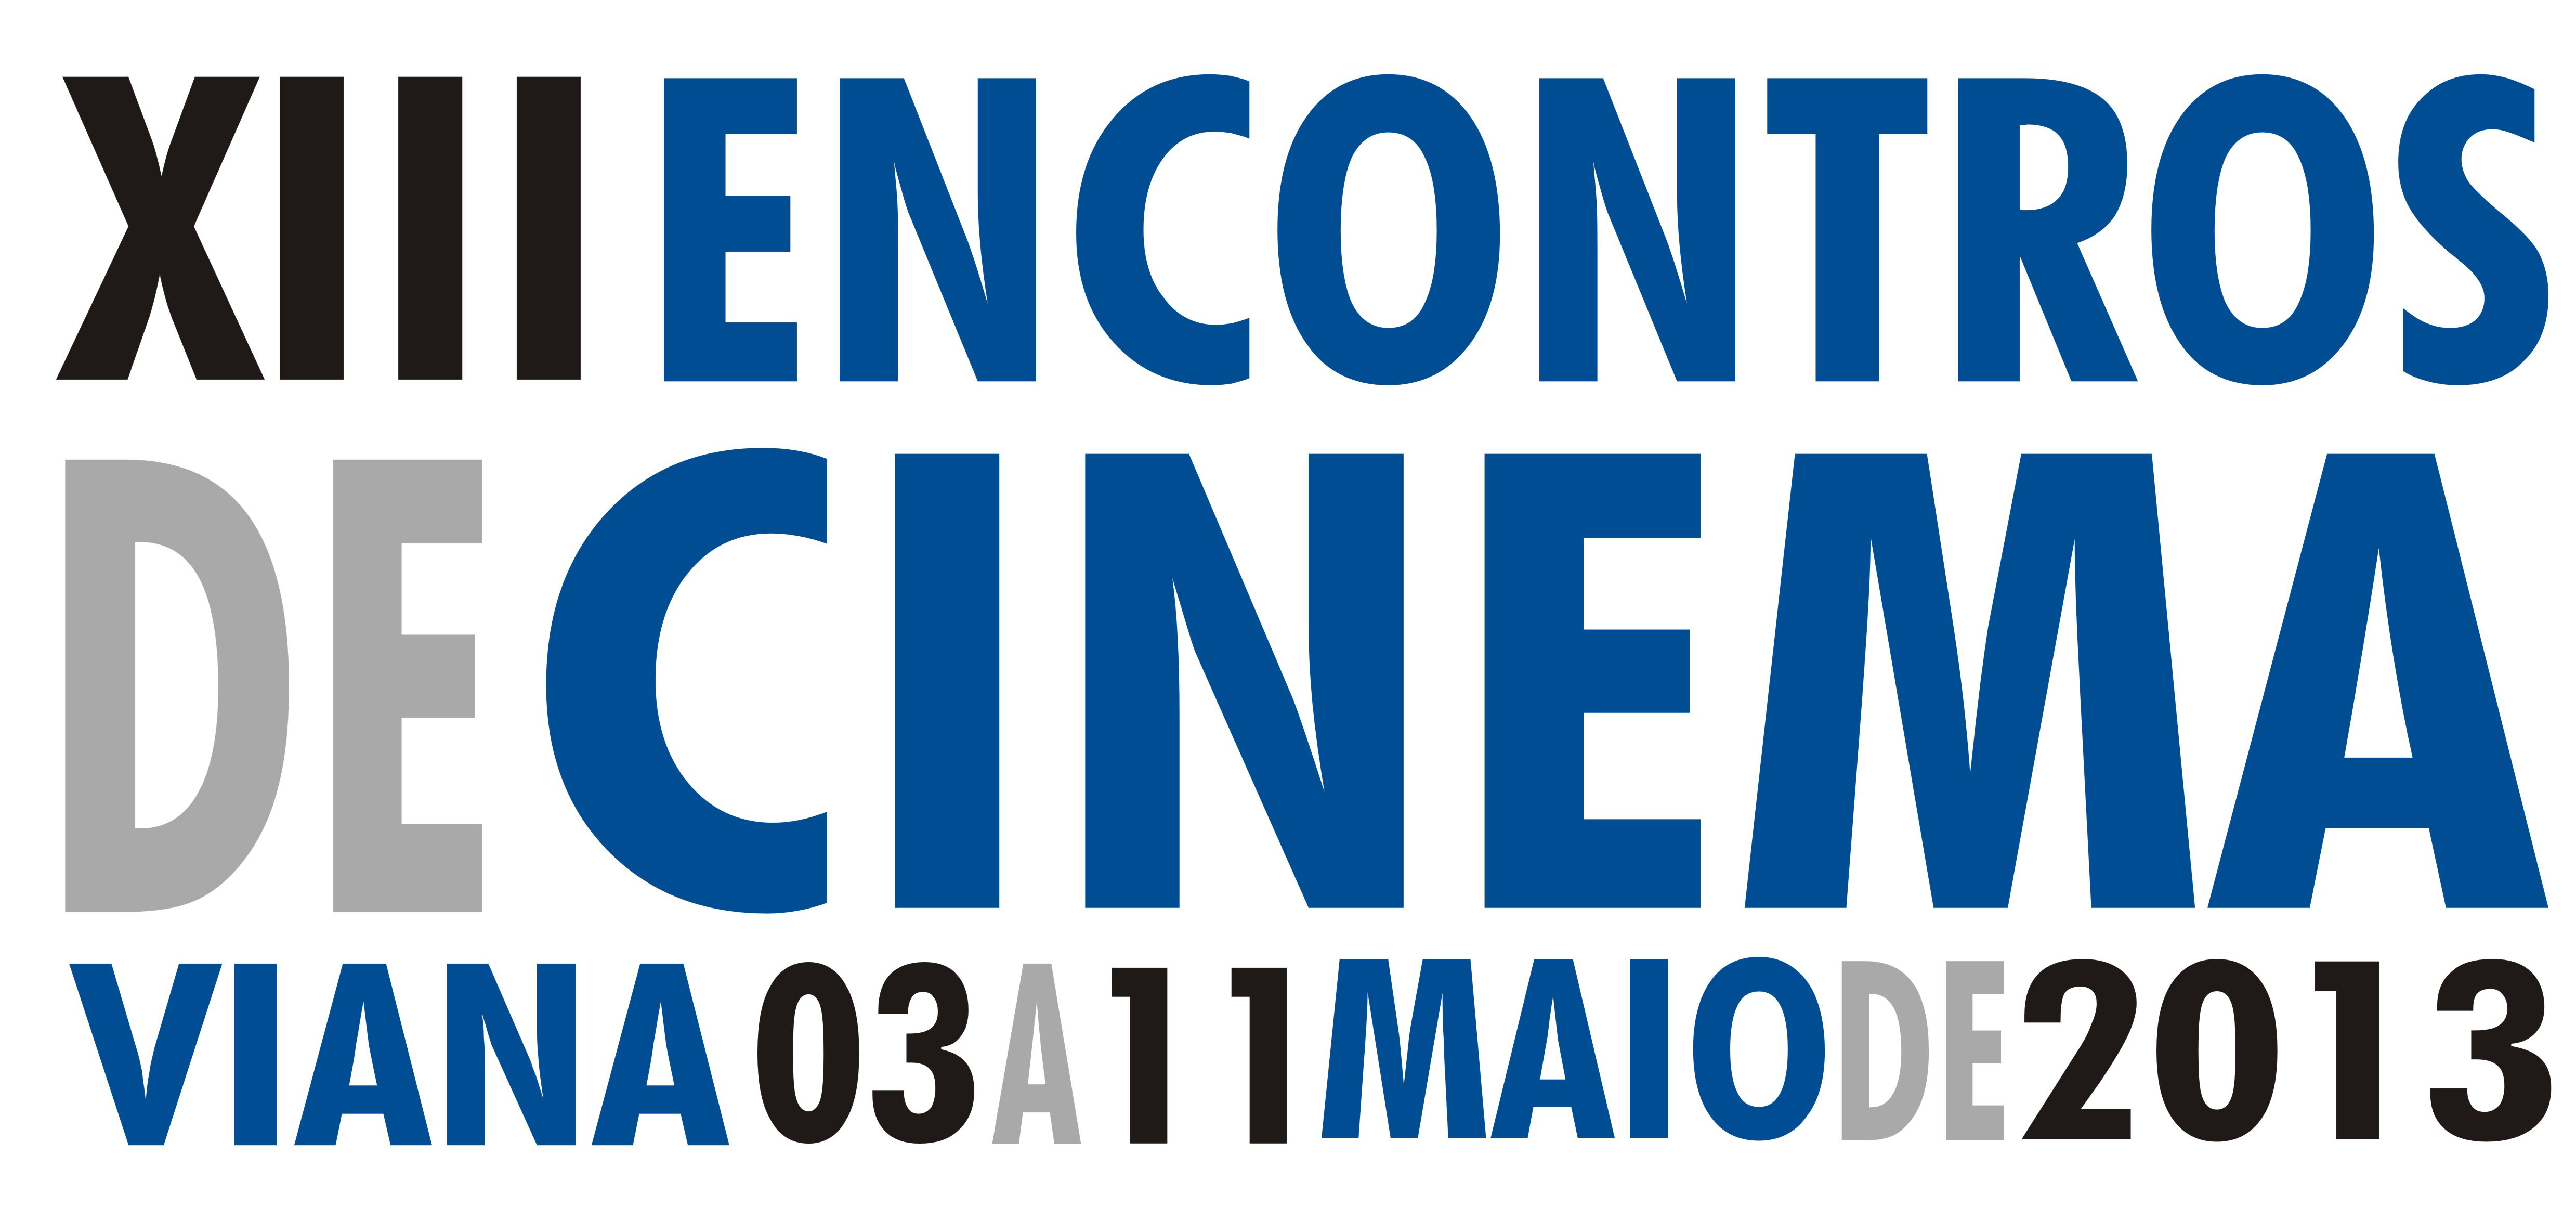 XIII ENCONTROS
DE CINEMA
VIANA 03 A 11 MAIO DE 2013